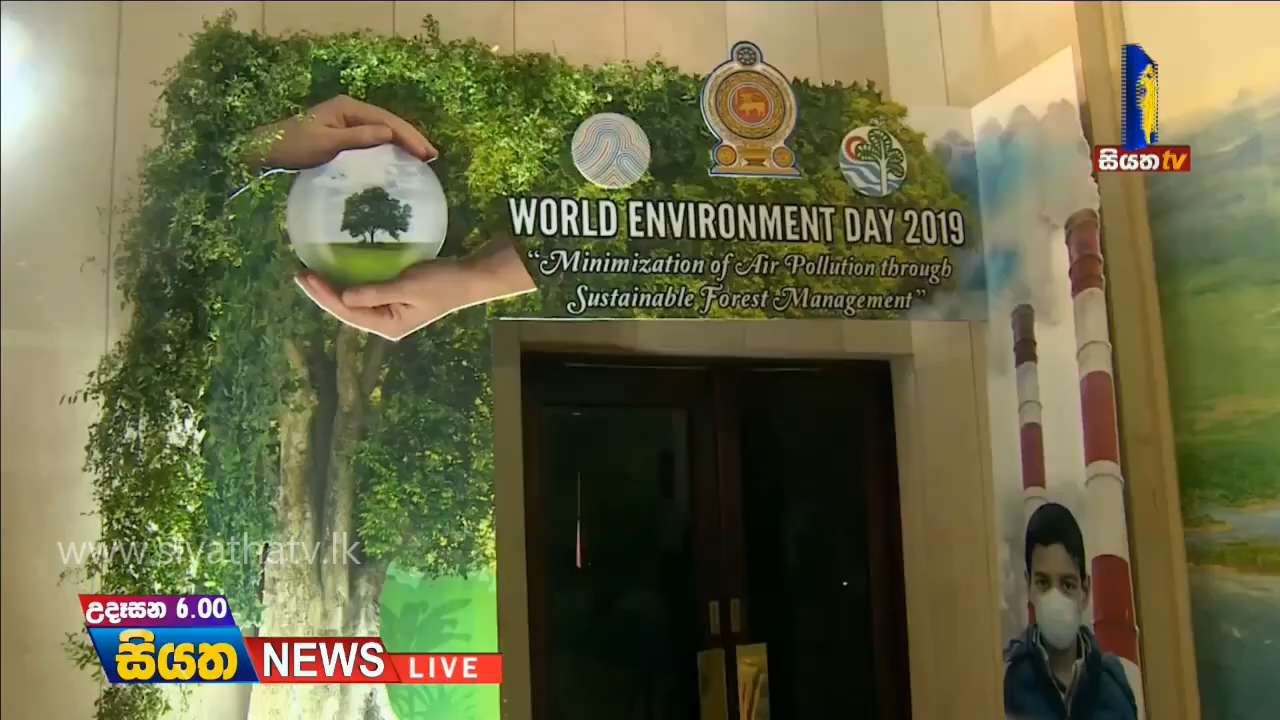 සියත tv
WORLD ENVIRONMENT DAY 2019
“Minimization of Air Pollution through
Sustainable Forest Management”
www.siyathatv.lk
උදෑසන 6.00
සියත NEWS LIVE